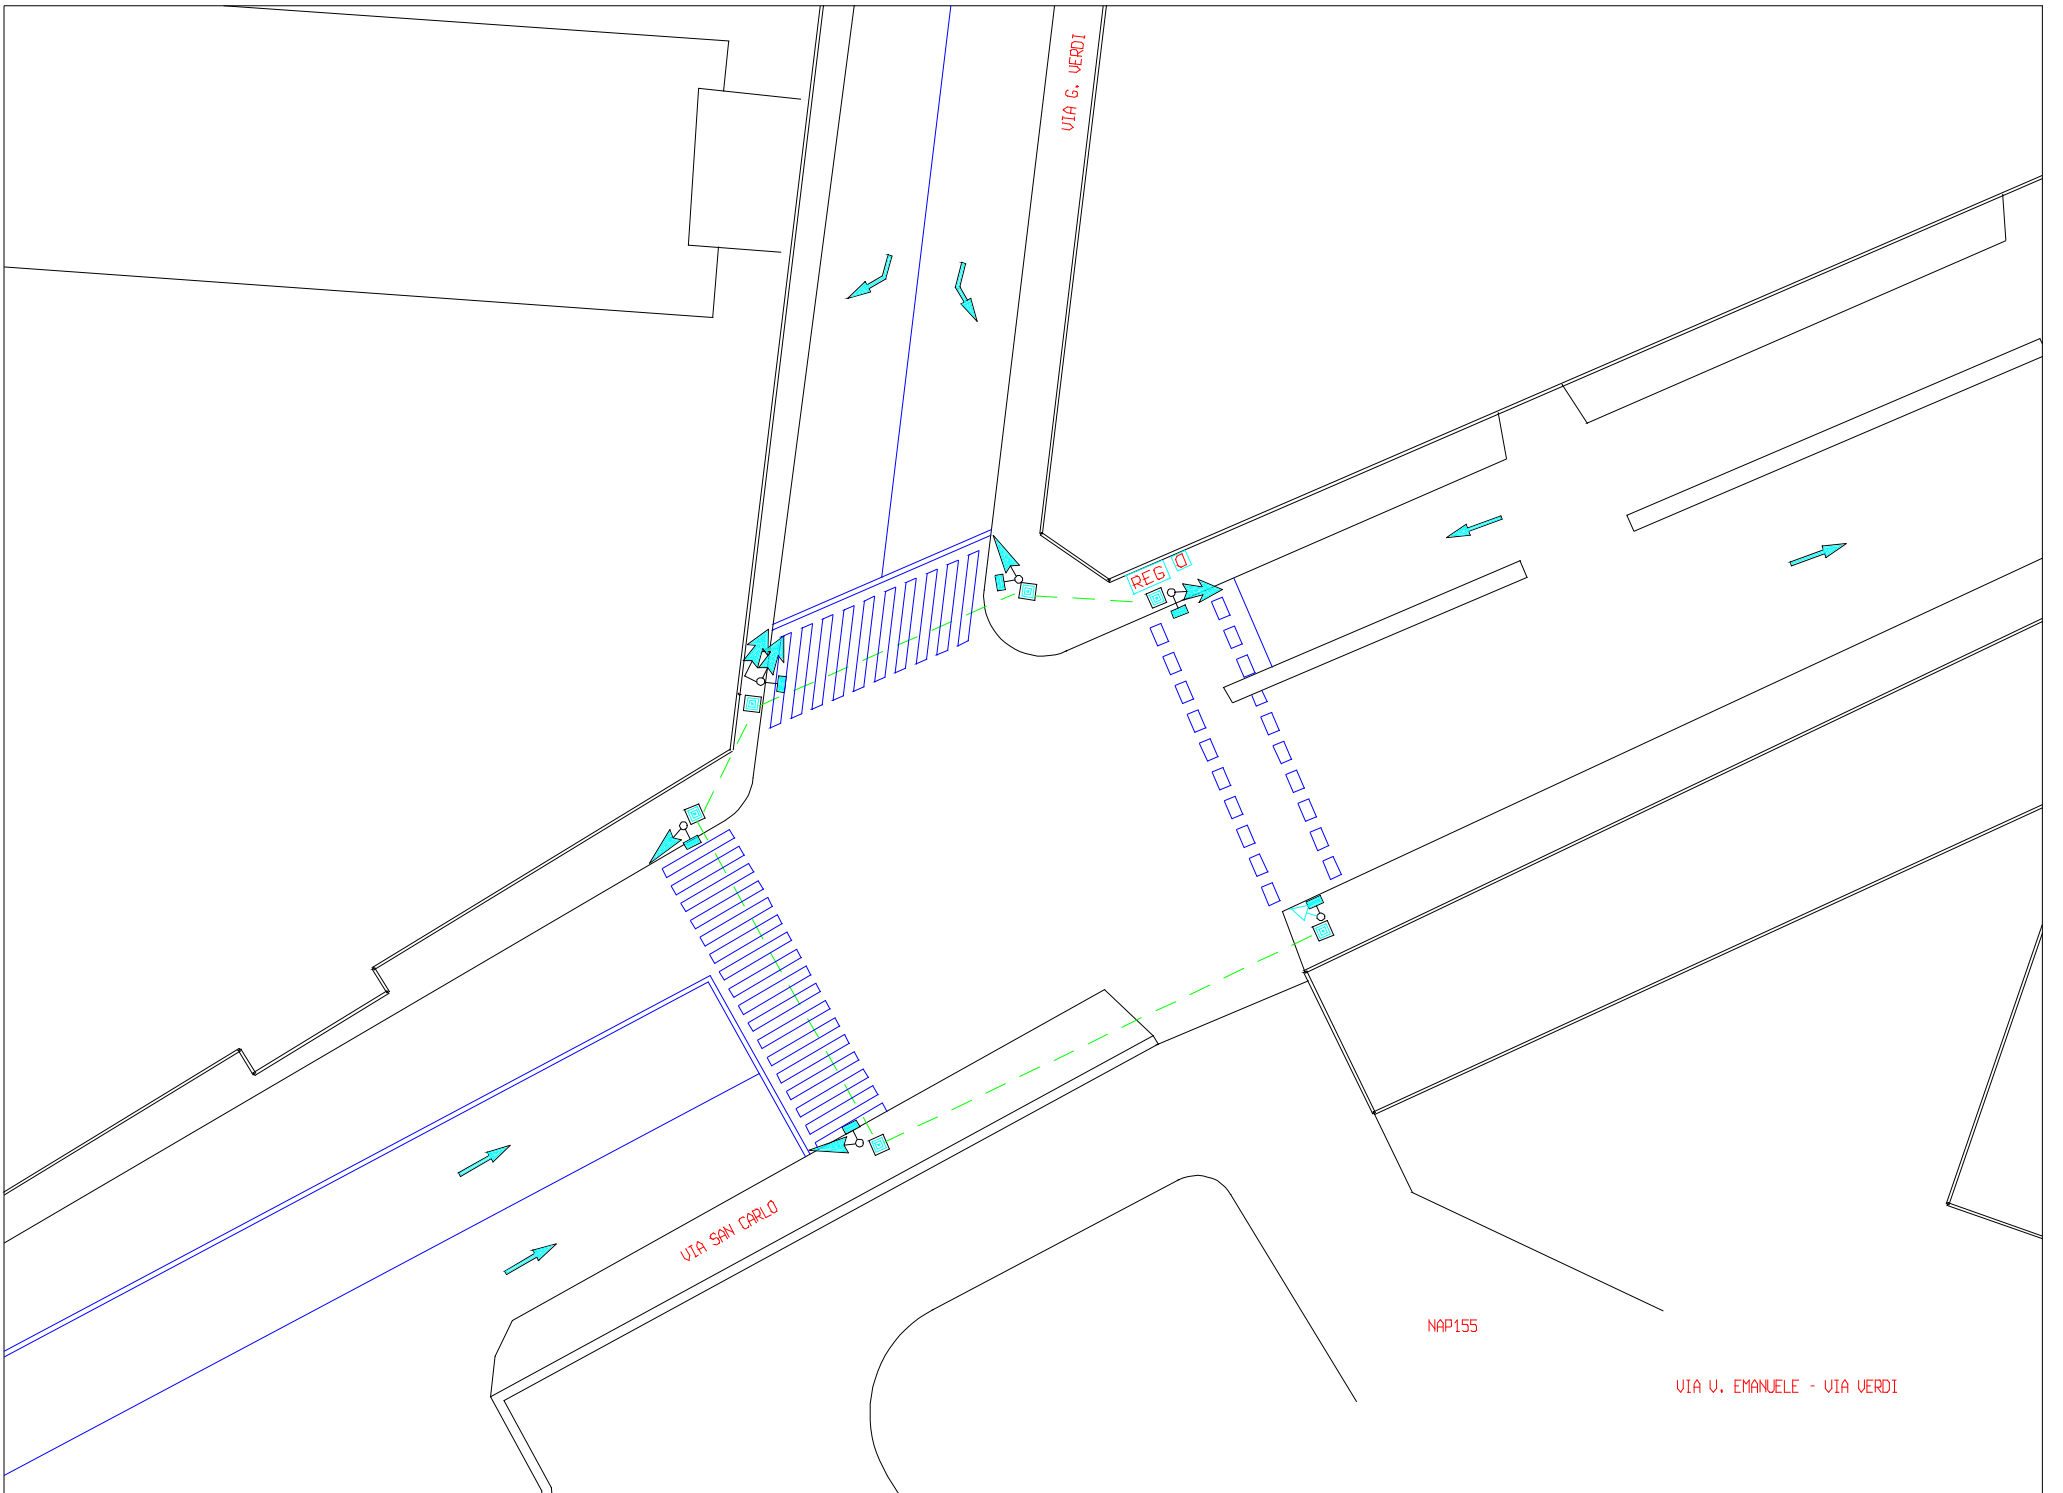 VIA G. VERDI
REG D
VIA SAN CARLO
NAP155
VIA V. EMANUELE - VIA VERDI